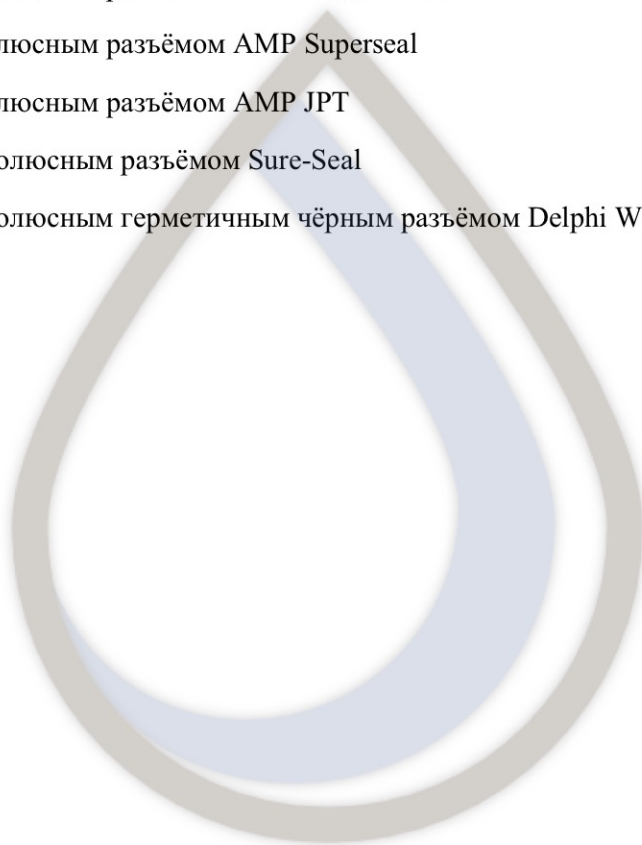 люсным разъёмом AMP Superseal
люсным разъёмом AMP JPT
олюсным разъёмом Sure-Seal
олюсным герметичным чёрным разъёмом Delphi W